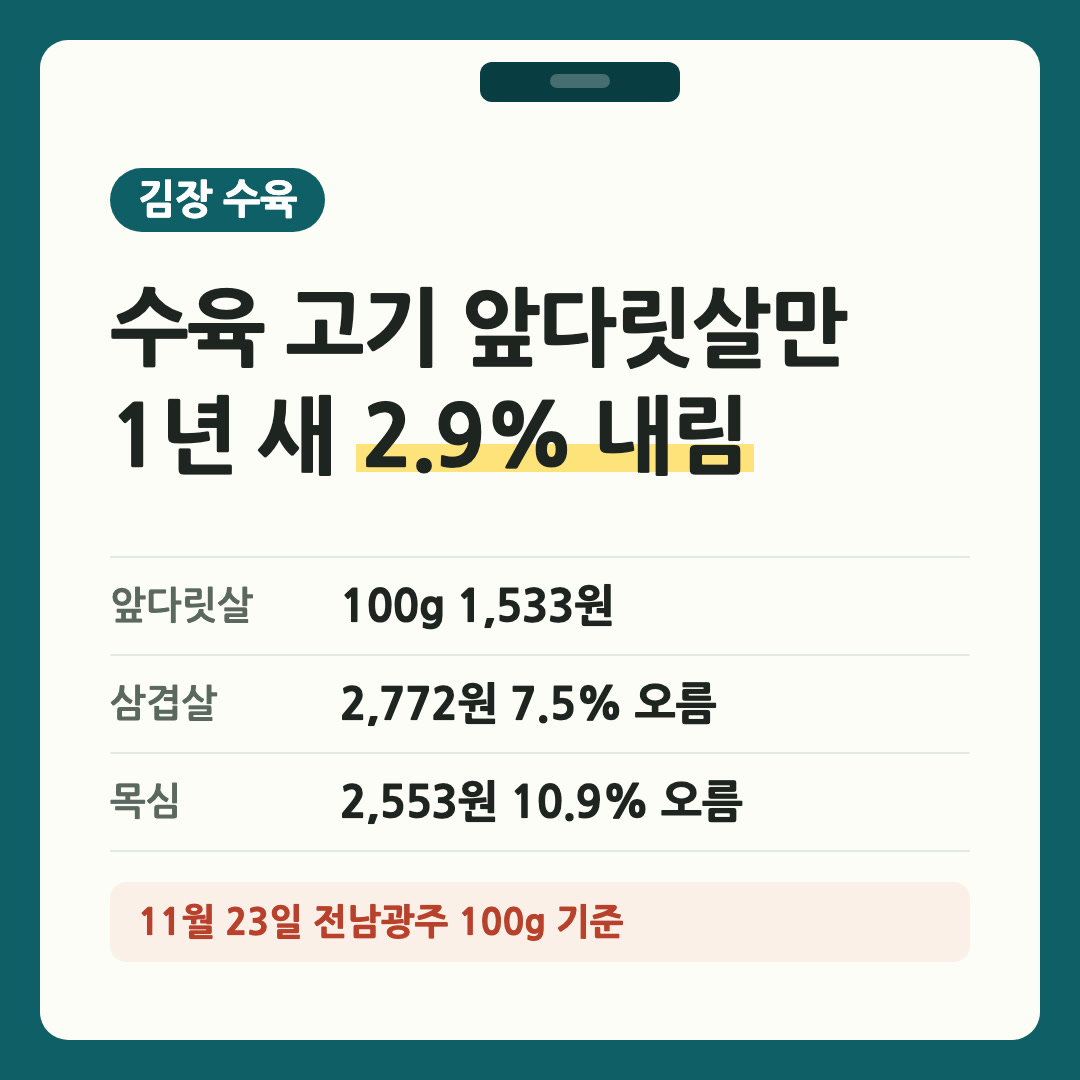 김장 수육
수육 고기 앞다릿살만
1년 새 2.9% 내림
앞다릿살 100g 1,533원
삼겹살 2,772원 7.5% 오름
목심 2,553원 10.9% 오름
11월 23일 전남광주 100g 기준